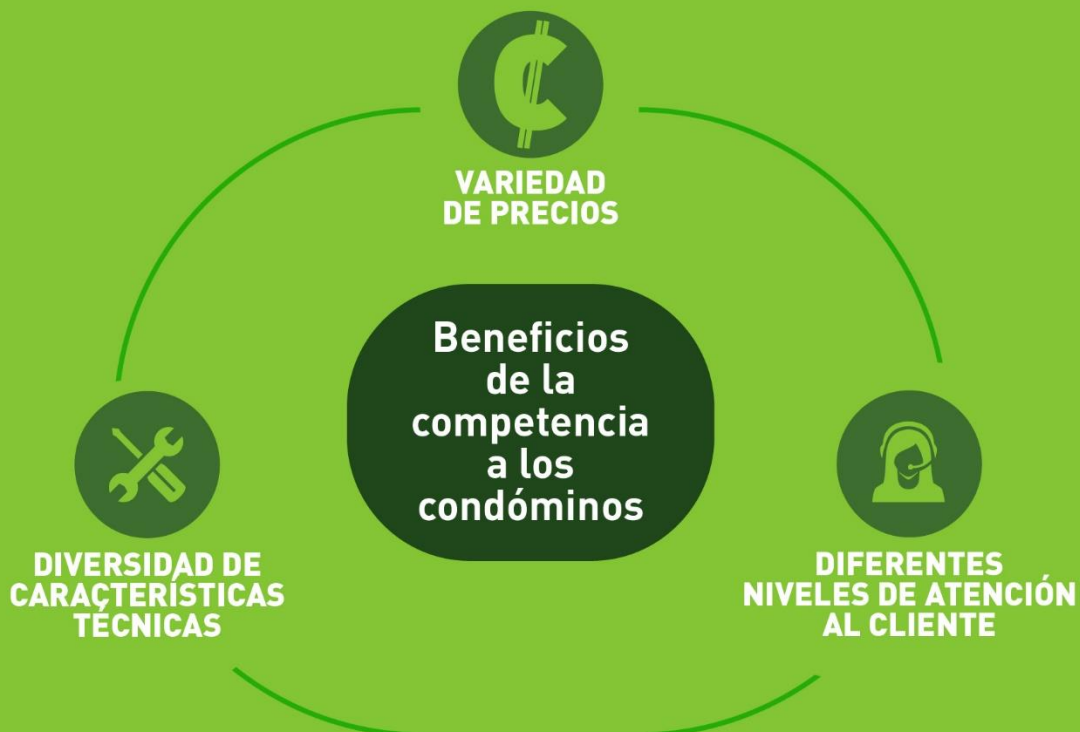 VARIEDAD
DE PRECIOS
Beneficios
de la
competencia
a los
condóminos
DIVERSIDAD DE
CARACTERÍSTICAS
TÉCNICAS
DIFERENTES
NIVELES DE ATENCIÓN
AL CLIENTE